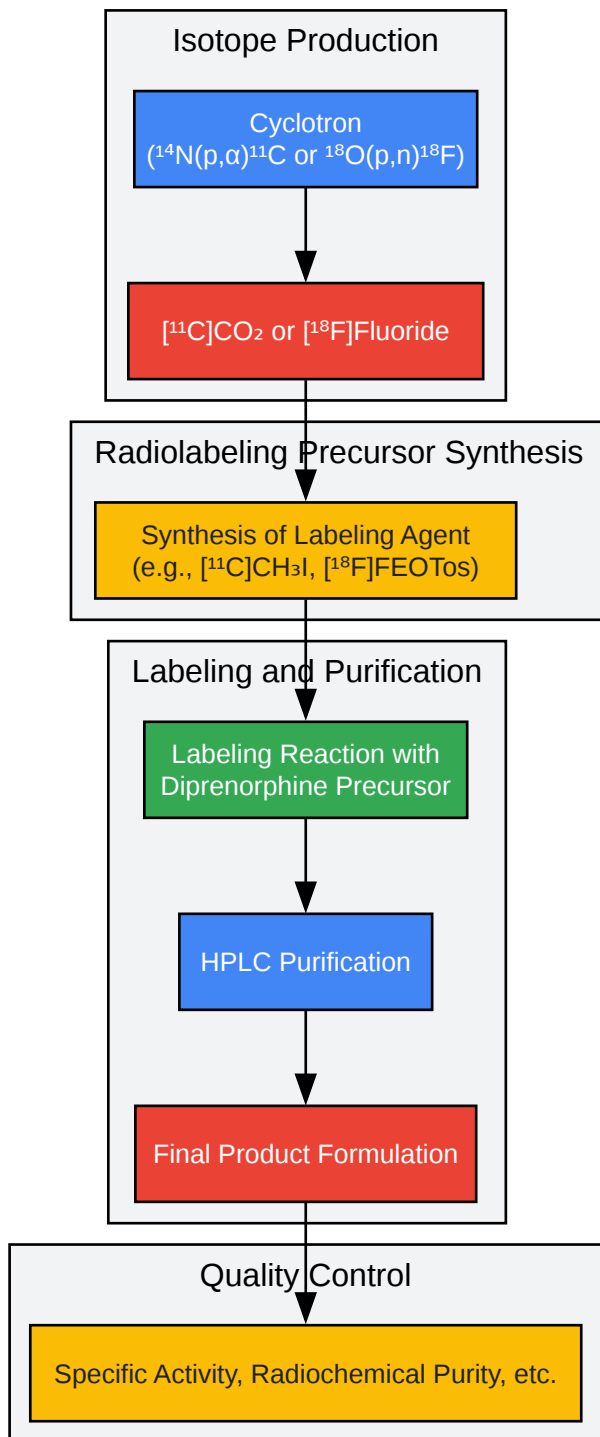 Isotope Production
Cyclotron
(¹⁴N(p,α)¹¹C or ¹⁸O(p,n)¹⁸F)
[¹¹C]CO₂ or [¹⁸F]Fluoride
Radiolabeling Precursor Synthesis
Synthesis of Labeling Agent
(e.g., [¹¹C]CH₃I, [¹⁸F]FEOTos)
Labeling and Purification
Labeling Reaction with
Diprenorphine Precursor
HPLC Purification
Final Product Formulation
Quality Control
Specific Activity, Radiochemical Purity, etc.